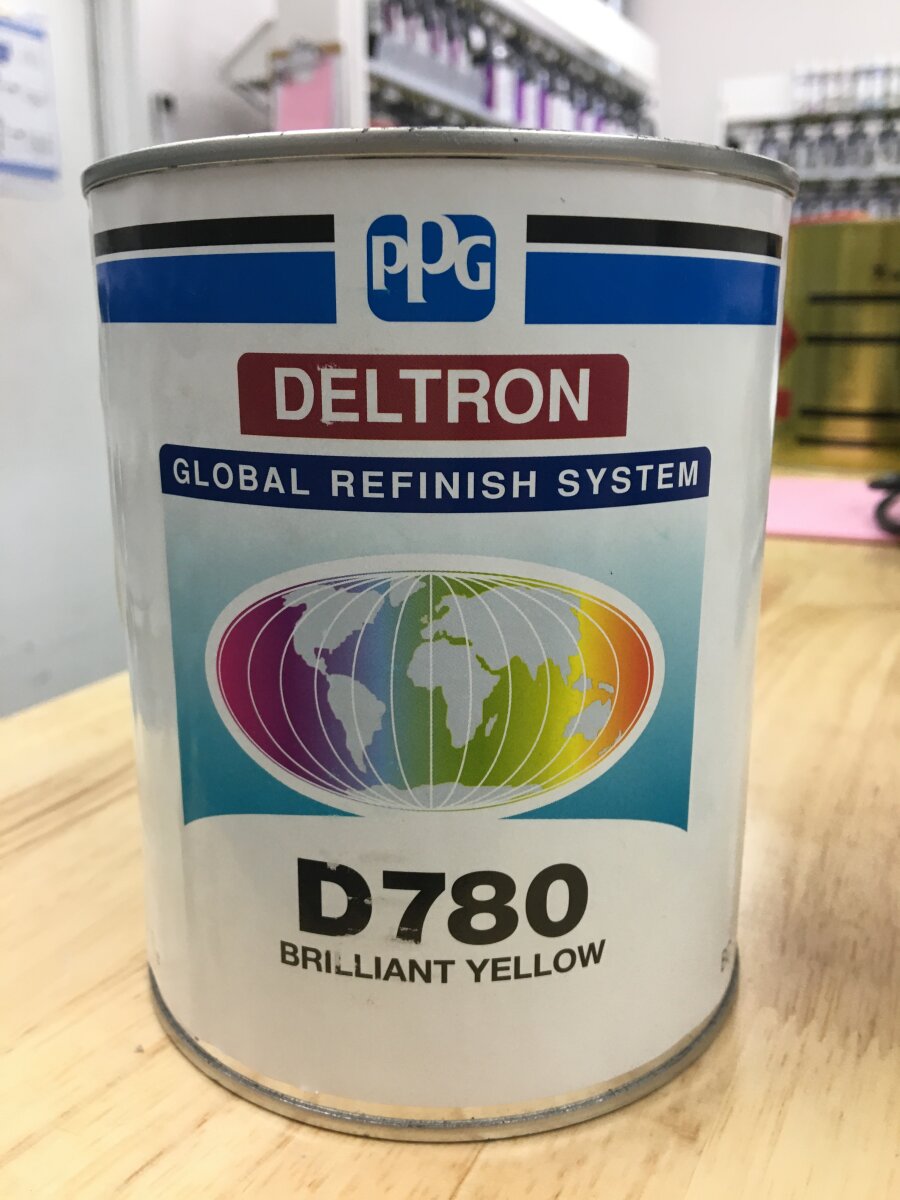 PPG
DELTRON
GLOBAL REFINISH SYSTEM
D780
BRILLIANT YELLOW